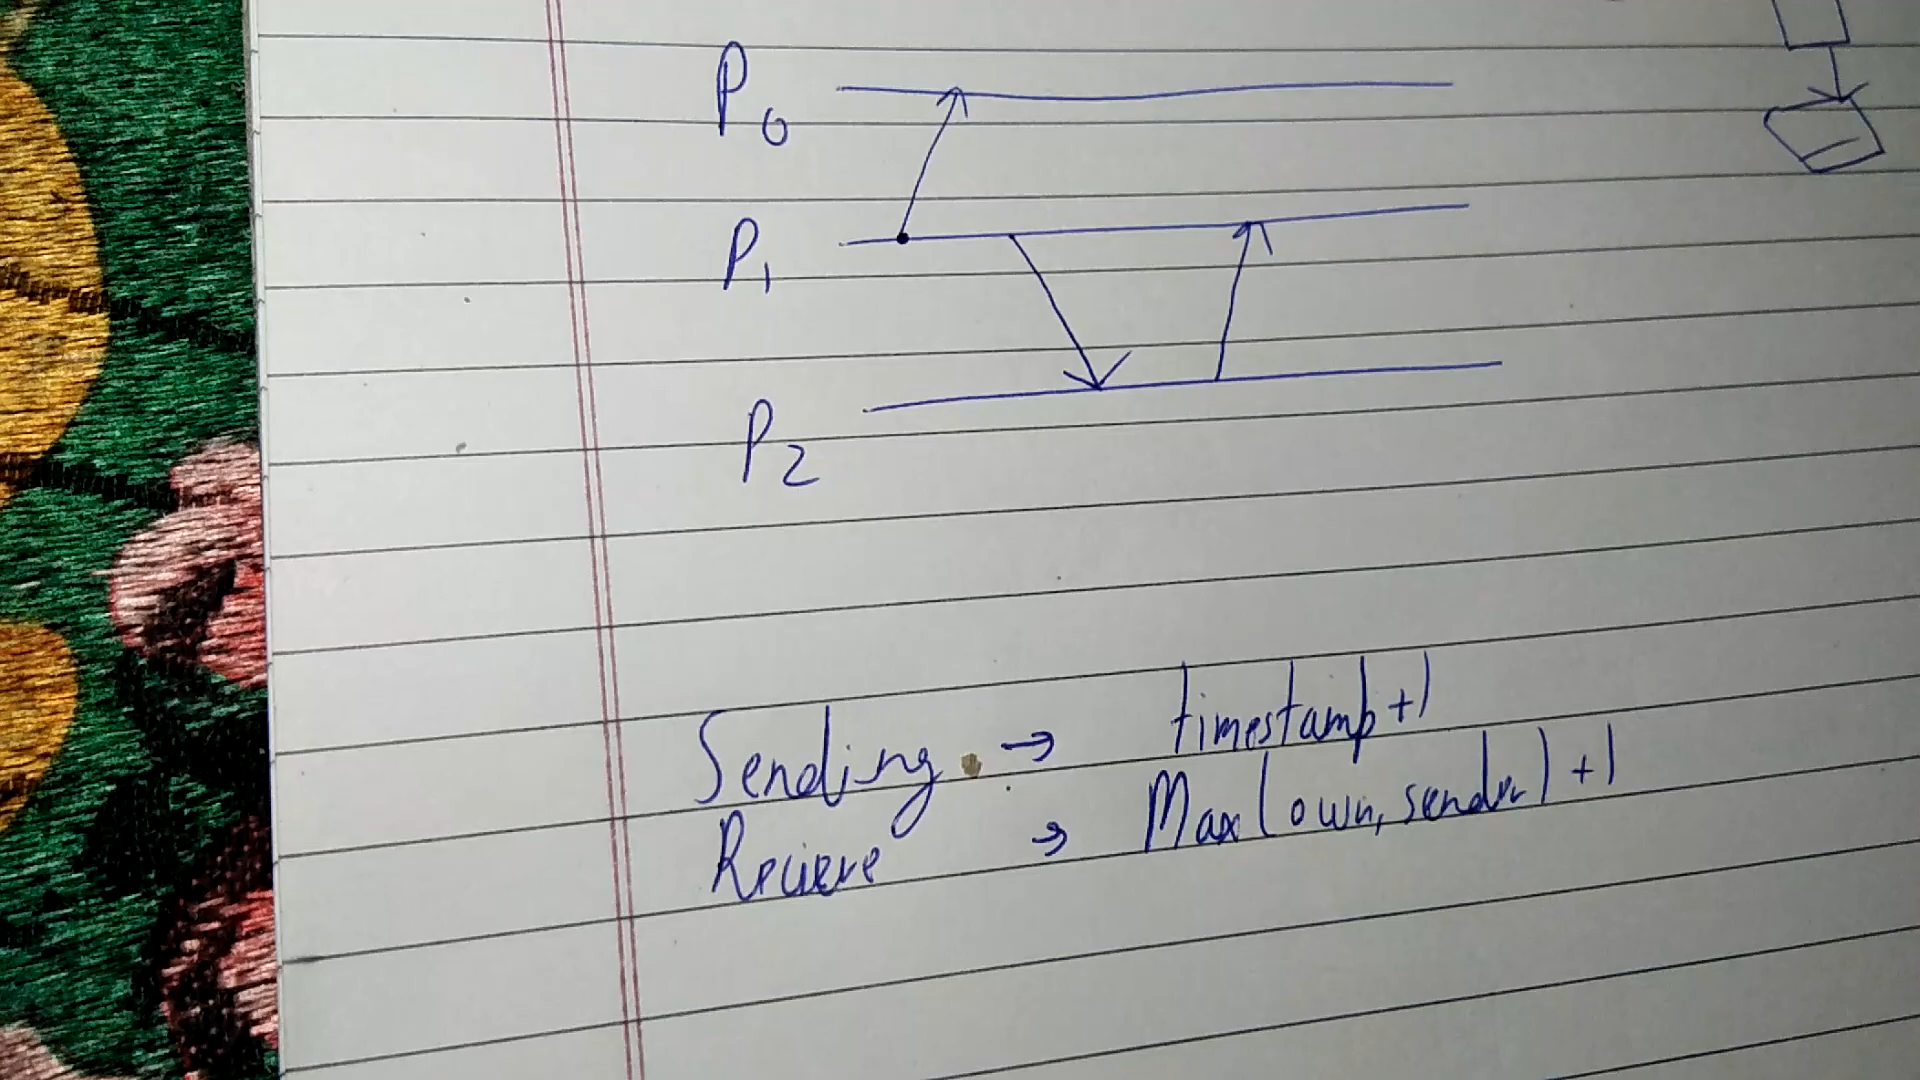 P0
P1
P2
Sending → timestamp+1
Recieve → Max(own, sender)+1